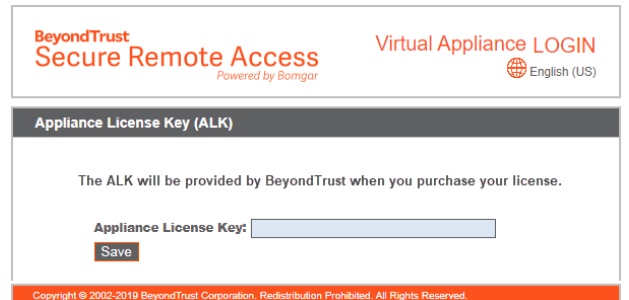 BeyondTrust
Secure Remote Access
Powered by Bomgar
Virtual Appliance LOGIN
English (US)
Appliance License Key (ALK)
The ALK will be provided by BeyondTrust when you purchase your license.
Appliance License Key:
Save
Copyright © 2002-2019 BeyondTrust Corporation. Redistribution Prohibited. All Rights Reserved.